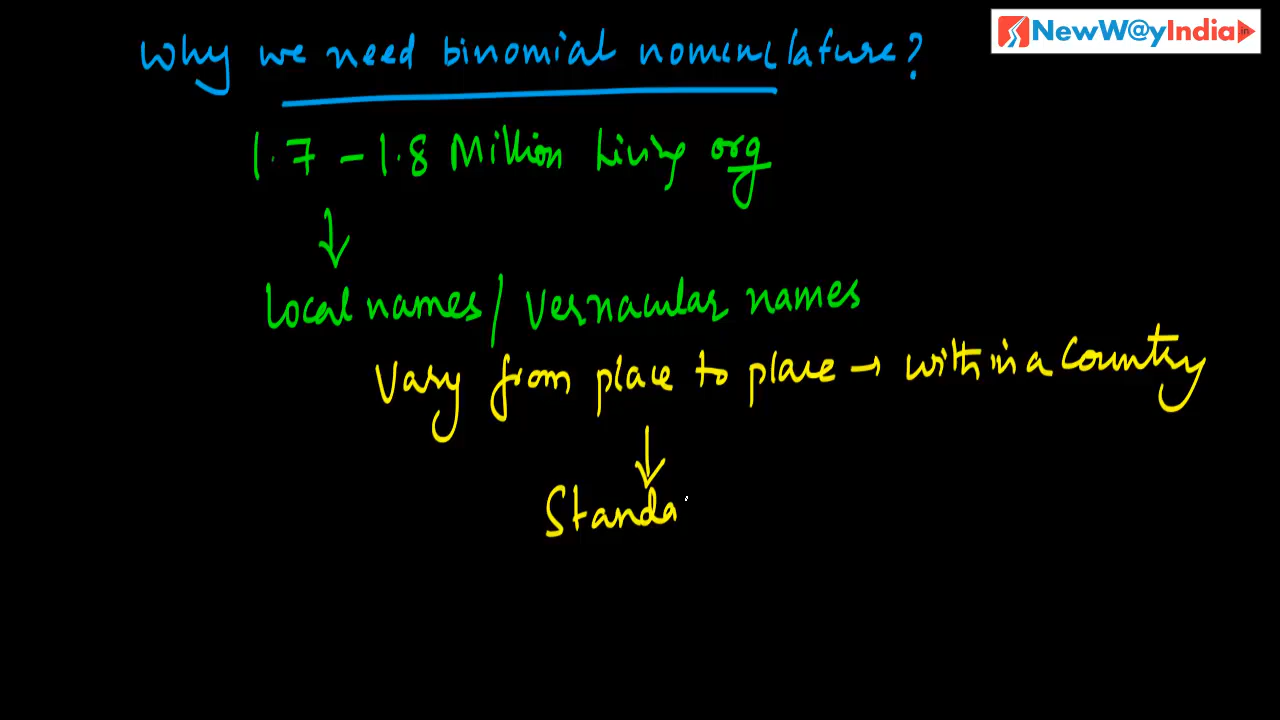 NewW@yIndia
Why we need binomial nomenclature?
1.7 - 1.8 Million Living org
↓
Local names/ Vernacular names
Vary from place to place → within a country
↓
Standa